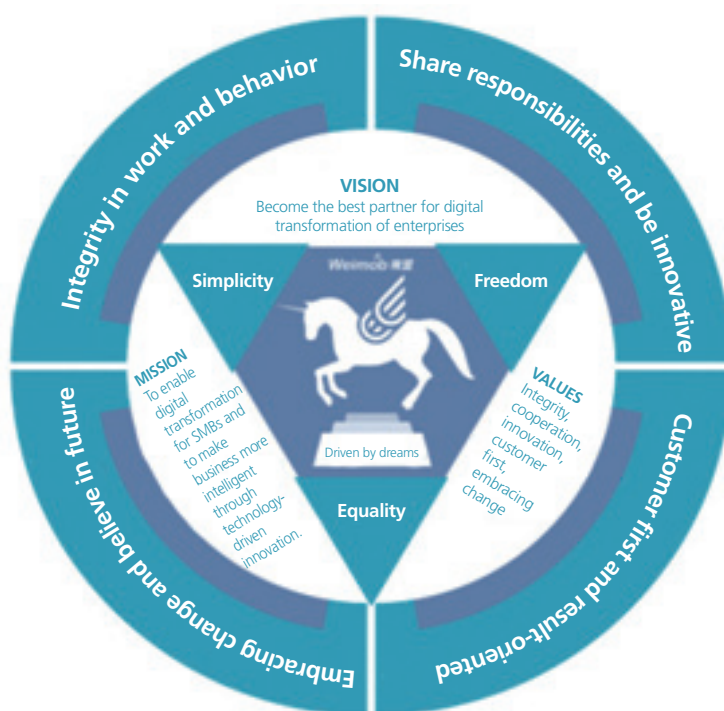 Integrity in work and behavior
Share responsibilities and be innovative
VISION
Become the best partner for digital
transformation of enterprises
Simplicity
Weimob 微盟
Freedom
MISSION
To enable
digital
transformation
for SMBs and
to make
business more
intelligent
through
technology-
driven
innovation.
VALUES
Integrity,
cooperation,
innovation,
customer
first,
embracing
change
Driven by dreams
Equality
Embracing change and believe in future
Customer first and result-oriented